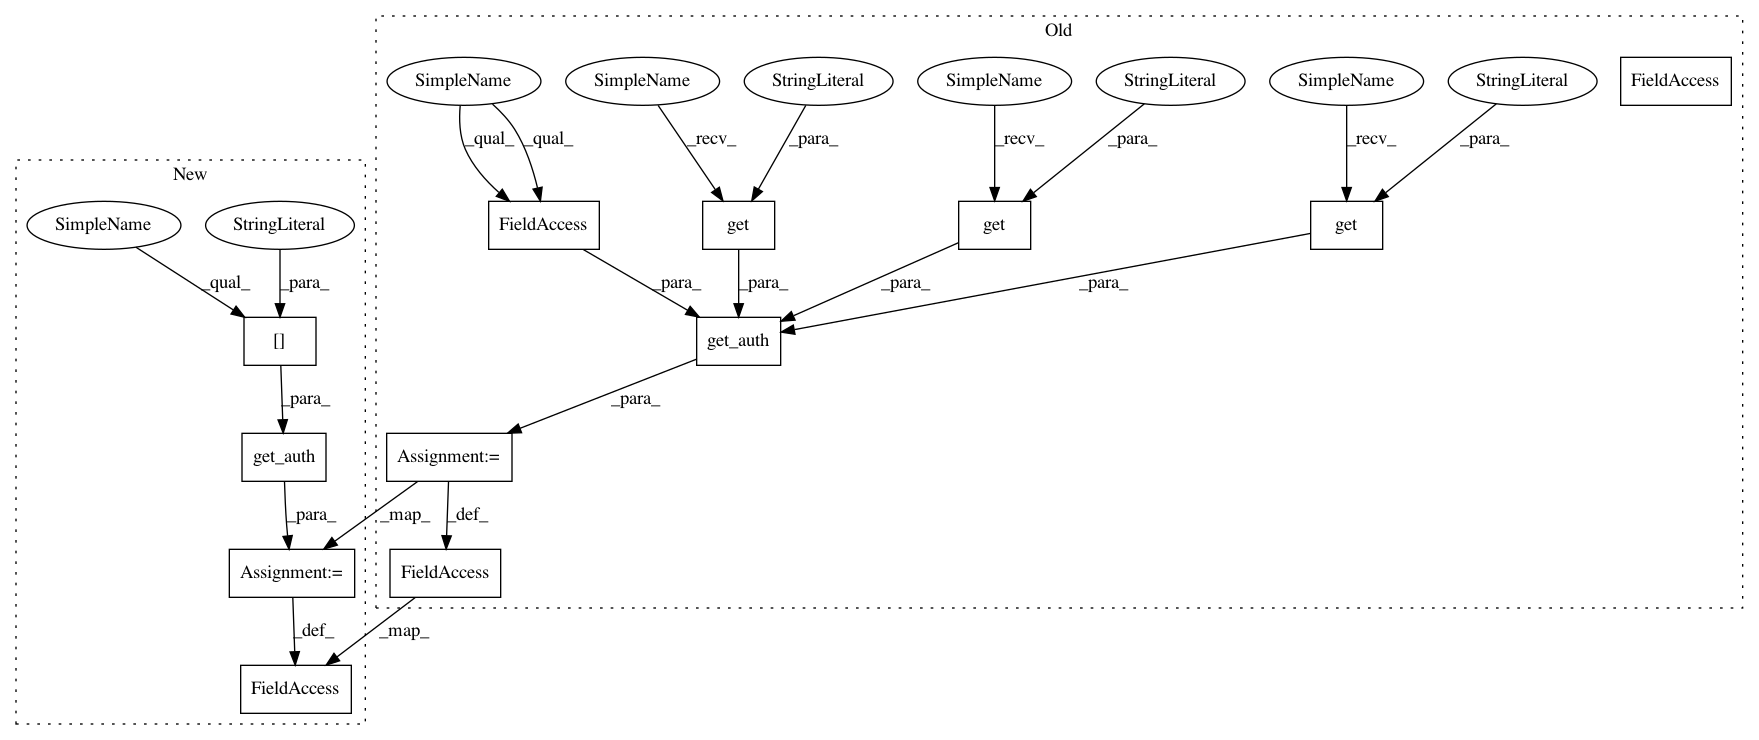 Old
SimpleName
SimpleName
StringLiteral
SimpleName
StringLiteral
SimpleName
StringLiteral
FieldAccess
_qual_
_qual_
_recv_
_para_
_recv_
_para_
_recv_
_para_
New
SimpleName
StringLiteral
FieldAccess
get
get
get
_qual_
_para_
_para_
_para_
_para_
_para_
[]
get_auth
_para_
_para_
get_auth
Assignment:=
_para_
_map_
_def_
Assignment:=
FieldAccess
_def_
_map_
FieldAccess